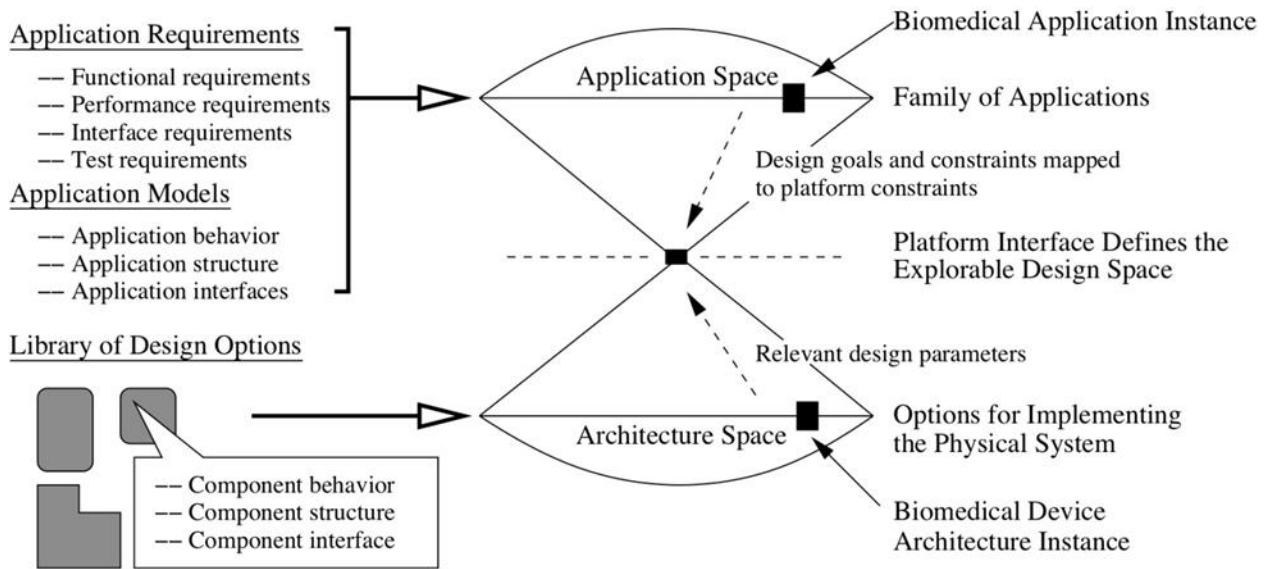 Application Requirements
–– Functional requirements
–– Performance requirements
–– Interface requirements
–– Test requirements
Application Models
–– Application behavior
–– Application structure
–– Application interfaces
Library of Design Options
–– Component behavior
–– Component structure
–– Component interface
Application Space
Biomedical Application Instance
Family of Applications
Design goals and constraints mapped
to platform constraints
Platform Interface Defines the
Explorable Design Space
Relevant design parameters
Architecture Space
Options for Implementing
the Physical System
Biomedical Device
Architecture Instance